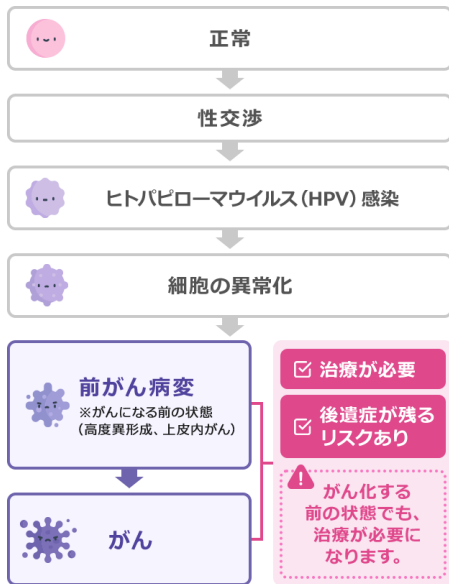 正常
性交渉
ヒトパピローマウイルス（HPV）感染
細胞の異常化
前がん病変
※がんになる前の状態
（高度異形成、上皮内がん）
がん
治療が必要
後遺症が残る
リスクあり
がん化する
前の状態でも、
治療が必要に
なります。